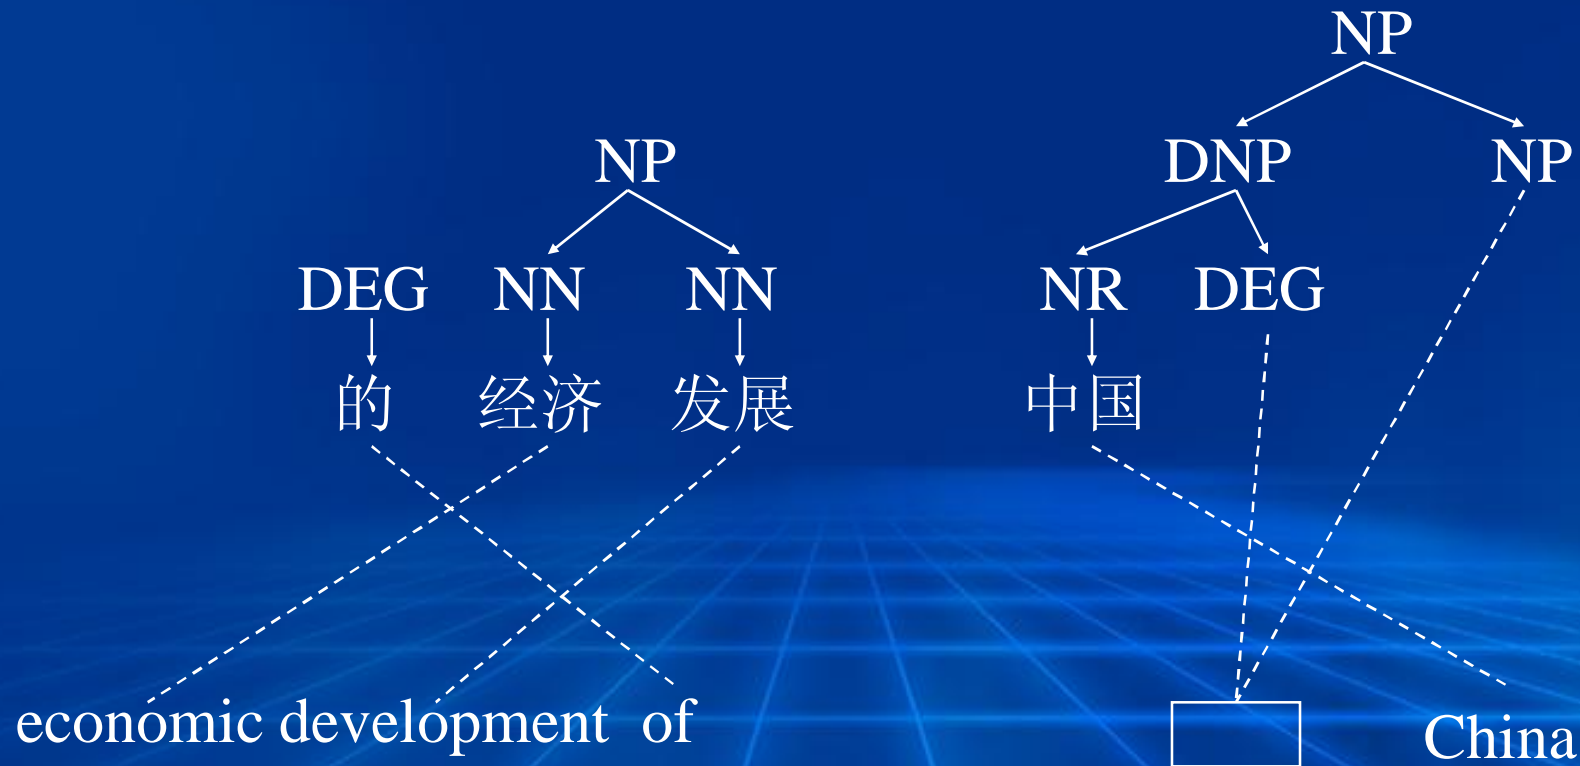 NP
NP DNP NP
DEG NN NN NR DEG
的 经济 发展 中国
economic development of China